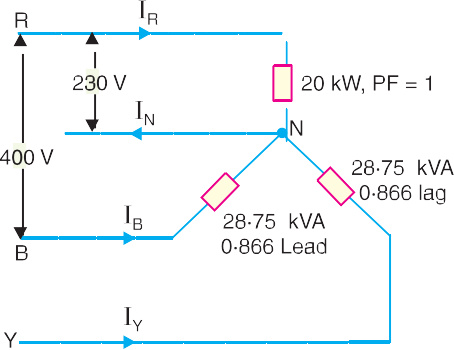 R
I_R
230 V
20 kW, PF = 1
I_N
N
400 V
28·75 kVA
0·866 lag
I_B
28·75 kVA
0·866 Lead
B
I_Y
Y